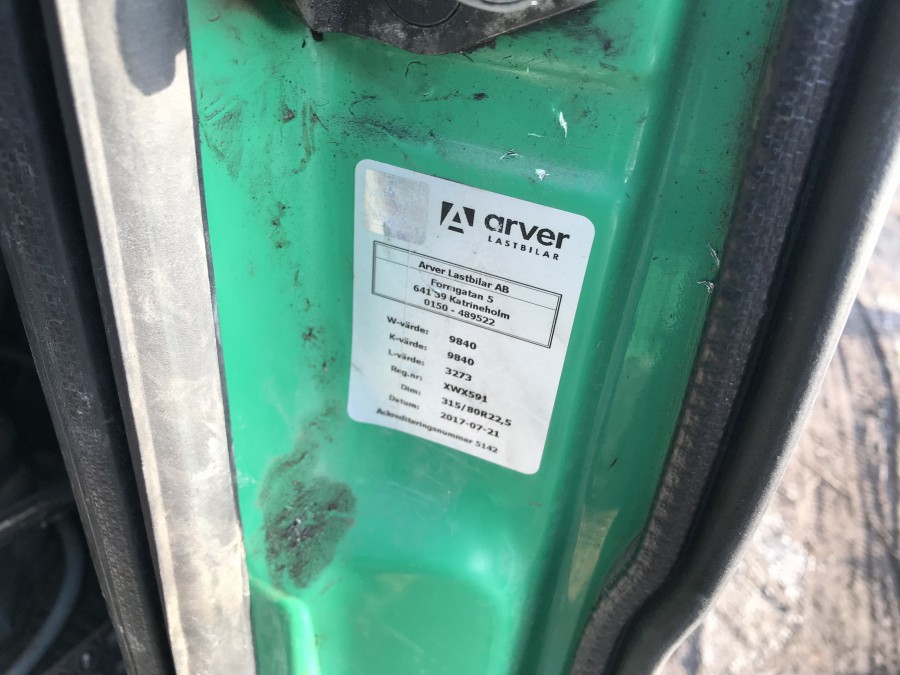 arver
LASTBILAR
Arver Lastbilar AB
Formgatan 5
641 39 Katrineholm
0150 - 489522
W-värde: 9840
K-värde: 9840
L-värde: 3273
Reg.nr: XWX591
Dim: 315/80R22,5
Datum: 2017-07-21
Ackrediteringsnummer 5142